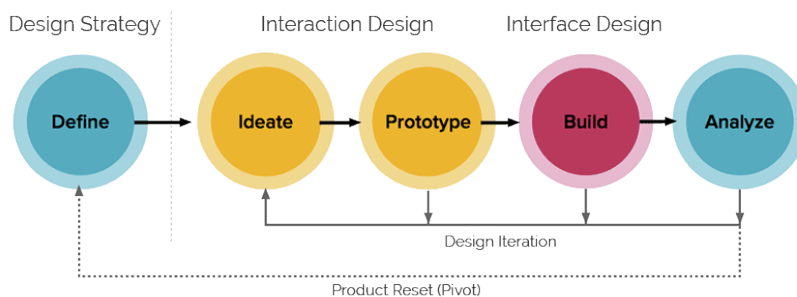 Design Strategy
Interaction Design
Interface Design
Define
Ideate
Prototype
Build
Analyze
Design Iteration
Product Reset (Pivot)